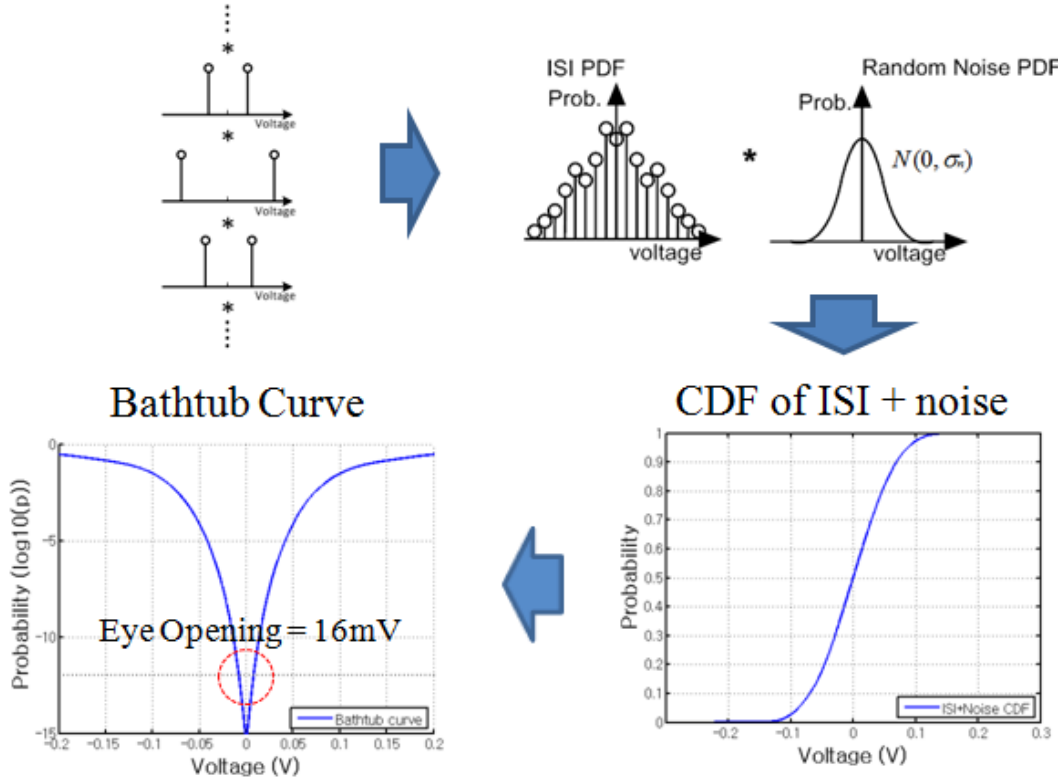 *
Voltage
*
Voltage
*
Voltage
*
ISI PDF
Prob.
voltage
*
Random Noise PDF
Prob.
N(0, σₙ)
voltage
Bathtub Curve
Probability (log10(p))
0
-5
-10
-15
Eye Opening = 16mV
Bathtub curve
-0.2
-0.15
-0.1
-0.05
0
0.05
0.1
0.15
0.2
Voltage (V)
CDF of ISI + noise
Probability
1
0.9
0.8
0.7
0.6
0.5
0.4
0.3
0.2
0.1
0
ISI+Noise CDF
-0.2
-0.1
0
0.1
0.2
0.3
Voltage (V)